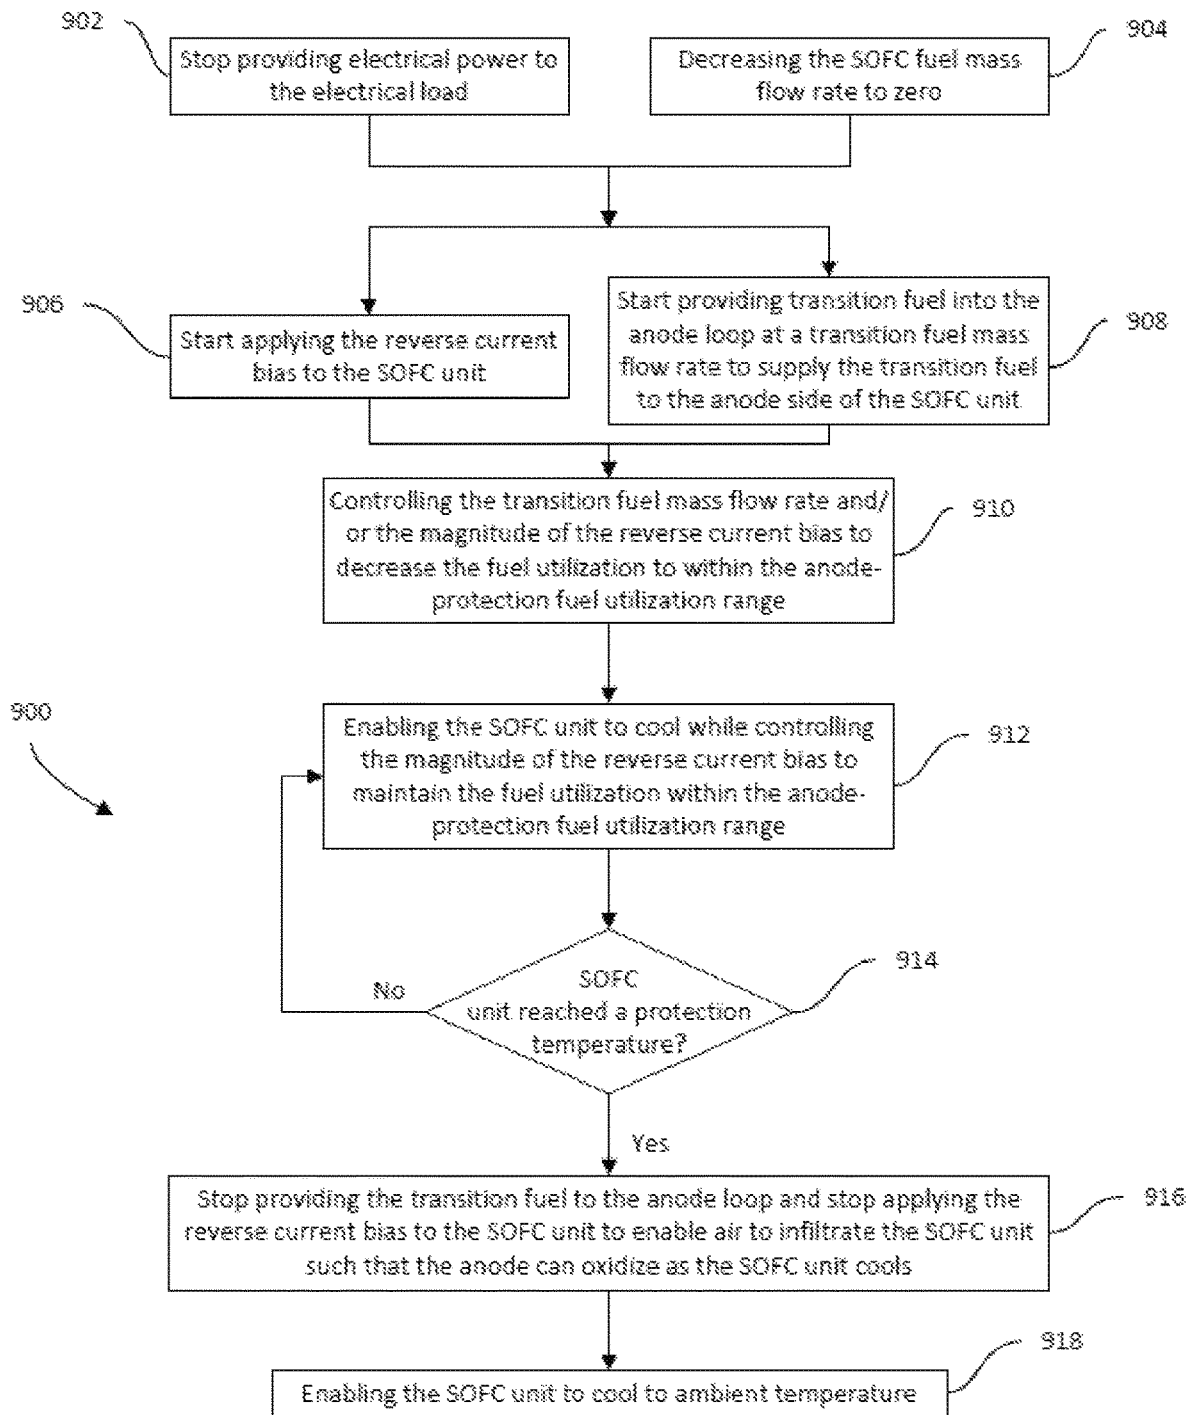 902
Stop providing electrical power to
the electrical load
Decreasing the SOFC fuel mass
flow rate to zero
904
906
Start applying the reverse current
bias to the SOFC unit
Start providing transition fuel into the
anode loop at a transition fuel mass
flow rate to supply the transition fuel
to the anode side of the SOFC unit
908
Controlling the transition fuel mass flow rate and/
or the magnitude of the reverse current bias to
decrease the fuel utilization to within the anode-
protection fuel utilization range
910
900
Enabling the SOFC unit to cool while controlling
the magnitude of the reverse current bias to
maintain the fuel utilization within the anode-
protection fuel utilization range
912
SOFC
unit reached a protection
temperature?
914
No
Yes
Stop providing the transition fuel to the anode loop and stop applying the
reverse current bias to the SOFC unit to enable air to infiltrate the SOFC unit
such that the anode can oxidize as the SOFC unit cools
916
Enabling the SOFC unit to cool to ambient temperature
918